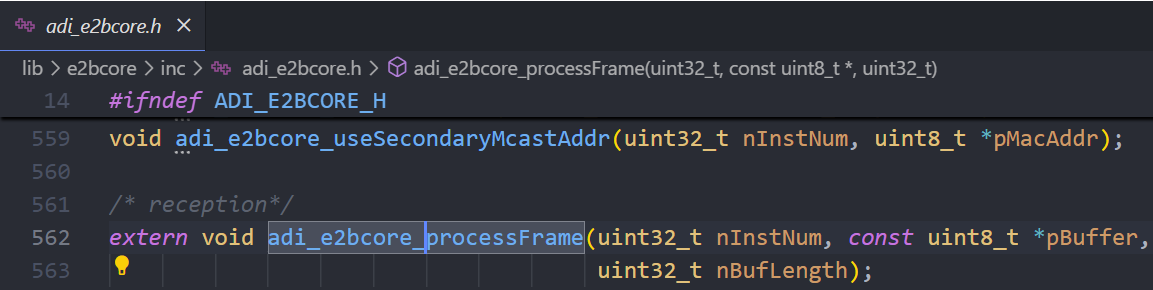 adi_e2bcore.h ×
lib > e2bcore > inc > adi_e2bcore.h > adi_e2bcore_processFrame(uint32_t, const uint8_t *, uint32_t)
14 #ifndef ADI_E2BCORE_H
559 void adi_e2bcore_useSecondaryMcastAddr(uint32_t nInstNum, uint8_t *pMacAddr);
560
561 /* reception*/
562 extern void adi_e2bcore_processFrame(uint32_t nInstNum, const uint8_t *pBuffer,
563 uint32_t nBufLength);